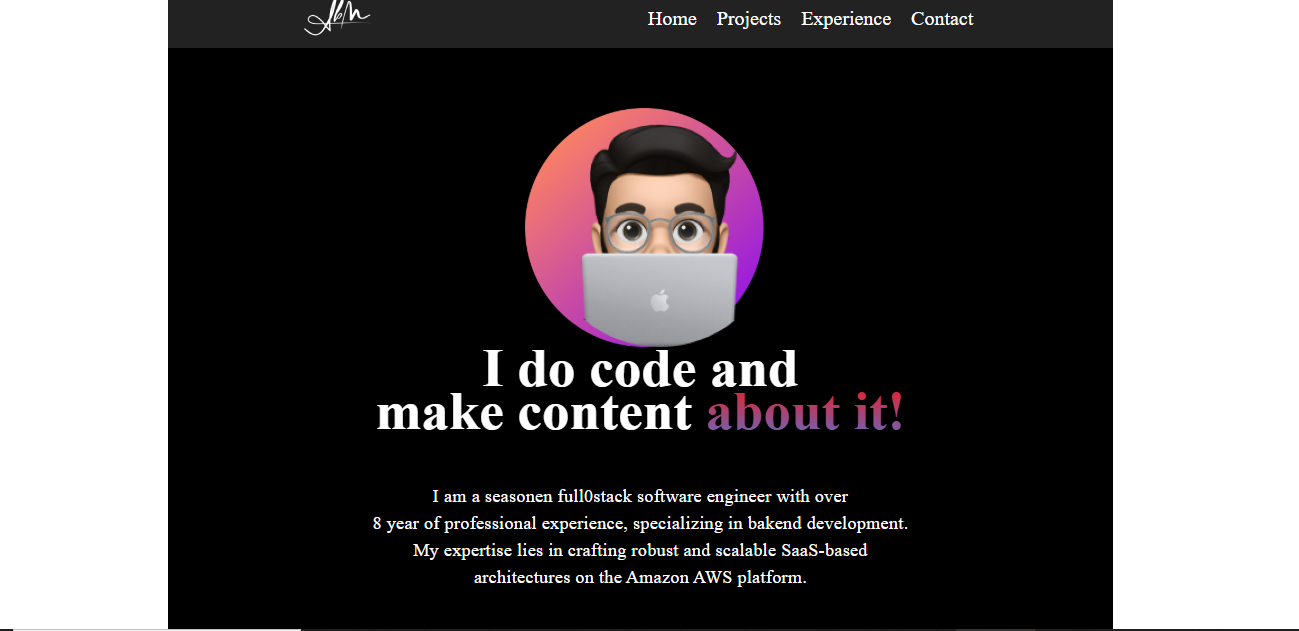 Home Projects Experience Contact
I do code and
make content about it!
I am a seasonen full0stack software engineer with over
8 year of professional experience, specializing in bakend development.
My expertise lies in crafting robust and scalable SaaS-based
architectures on the Amazon AWS platform.